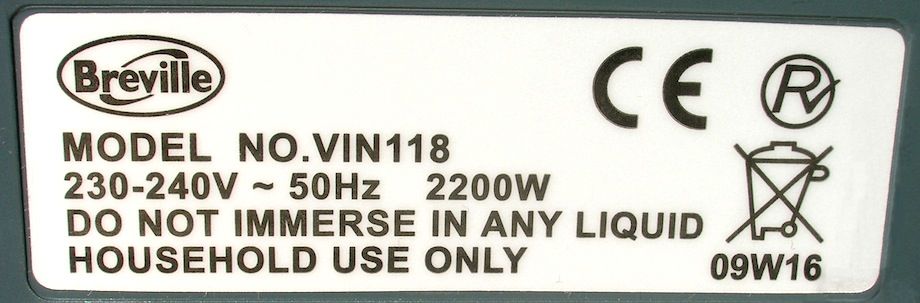 Breville
CE
RV
MODEL NO.VIN118
230-240V ~ 50Hz 2200W
DO NOT IMMERSE IN ANY LIQUID
HOUSEHOLD USE ONLY
09W16